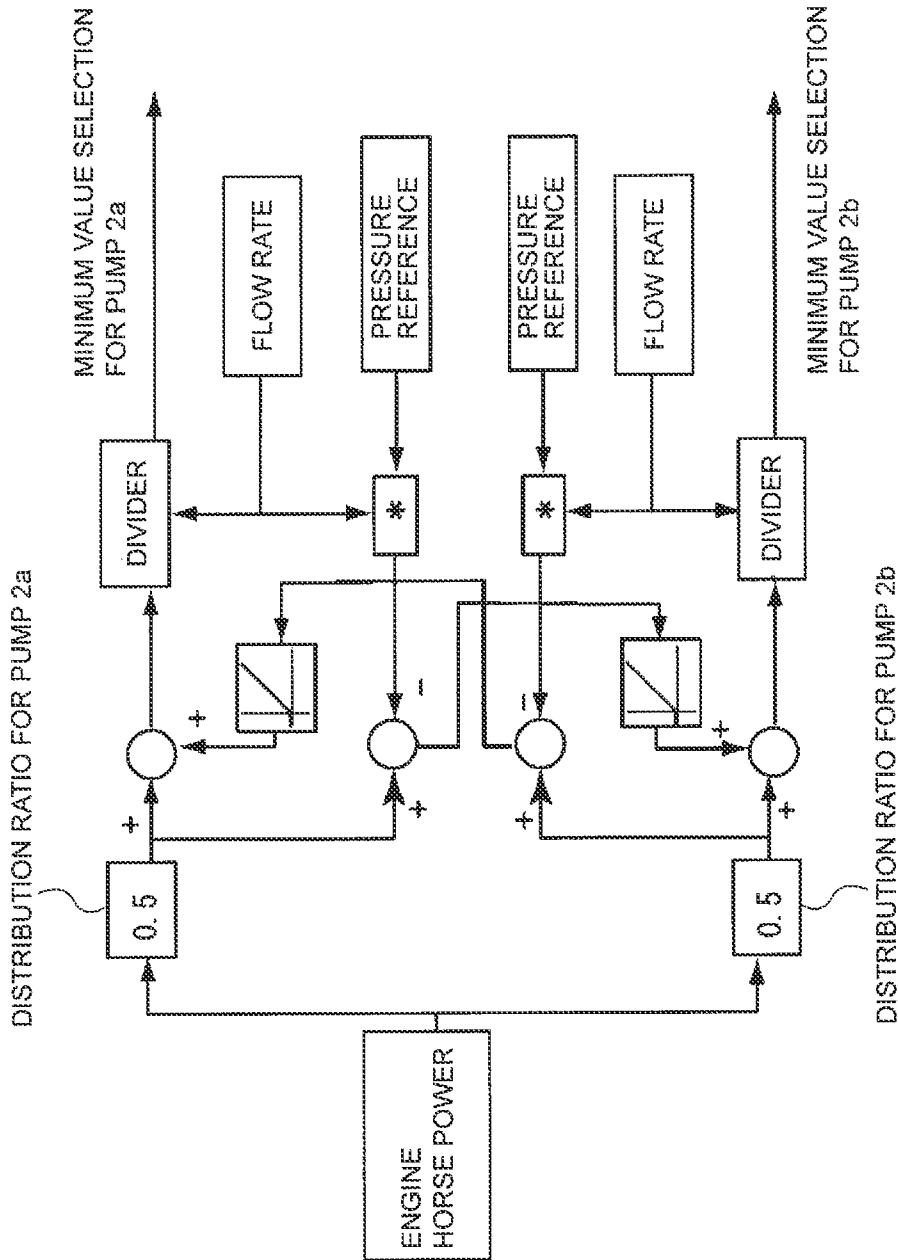 DISTRIBUTION RATIO FOR PUMP 2a
MINIMUM VALUE SELECTION
FOR PUMP 2a
0. 5
+
+
DIVIDER
FLOW RATE
+
−
*
PRESSURE
REFERENCE
ENGINE
HORSE POWER
+
−
*
PRESSURE
REFERENCE
FLOW RATE
0. 5
+
+
DIVIDER
MINIMUM VALUE SELECTION
FOR PUMP 2b
DISTRIBUTION RATIO FOR PUMP 2b